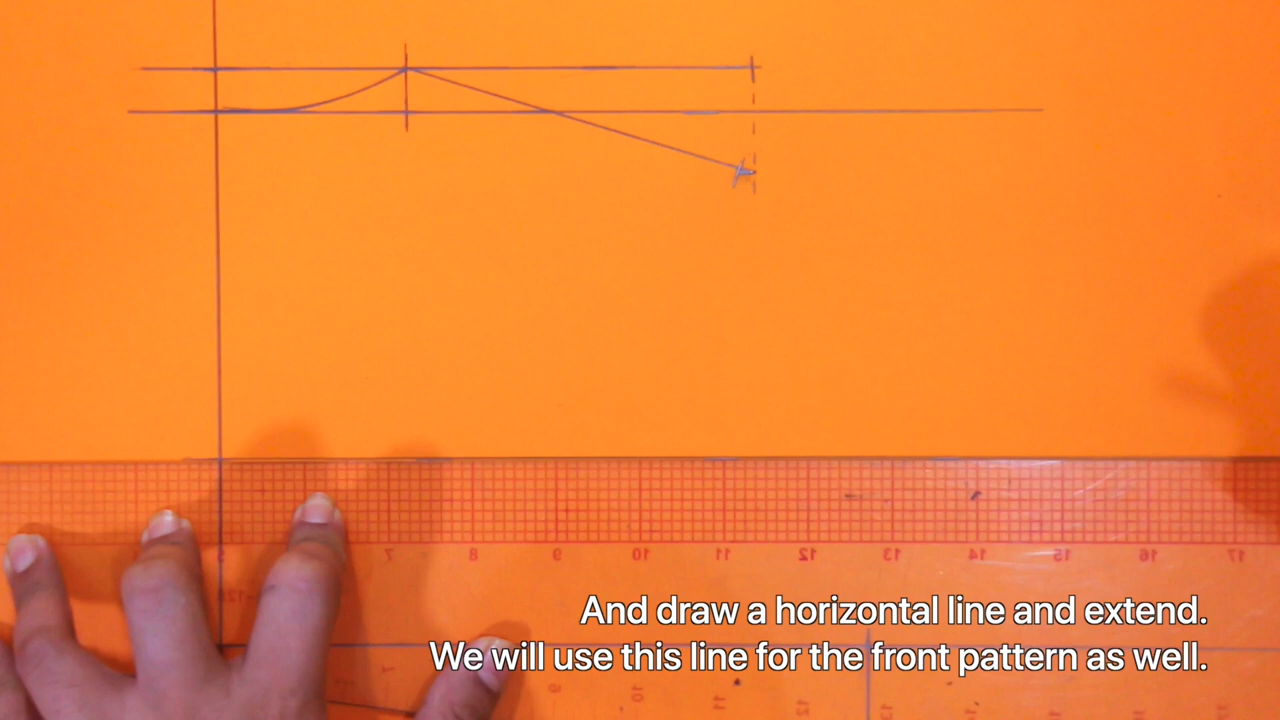 7 8 9 10 11 12 13 14 15 16 17
And draw a horizontal line and extend.
We will use this line for the front pattern as well.